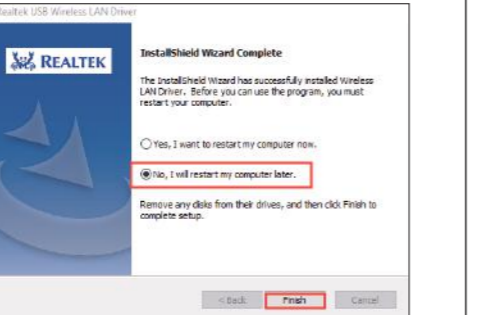 Realtek USB Wireless LAN Driver
REALTEK
InstallShield Wizard Complete
The InstallShield Wizard has successfully installed Wireless
LAN Driver. Before you can use the program, you must
restart your computer.
Yes, I want to restart my computer now.
No, I will restart my computer later.
Remove any disks from their drives, and then click Finish to
complete setup.
< Back
Finish
Cancel